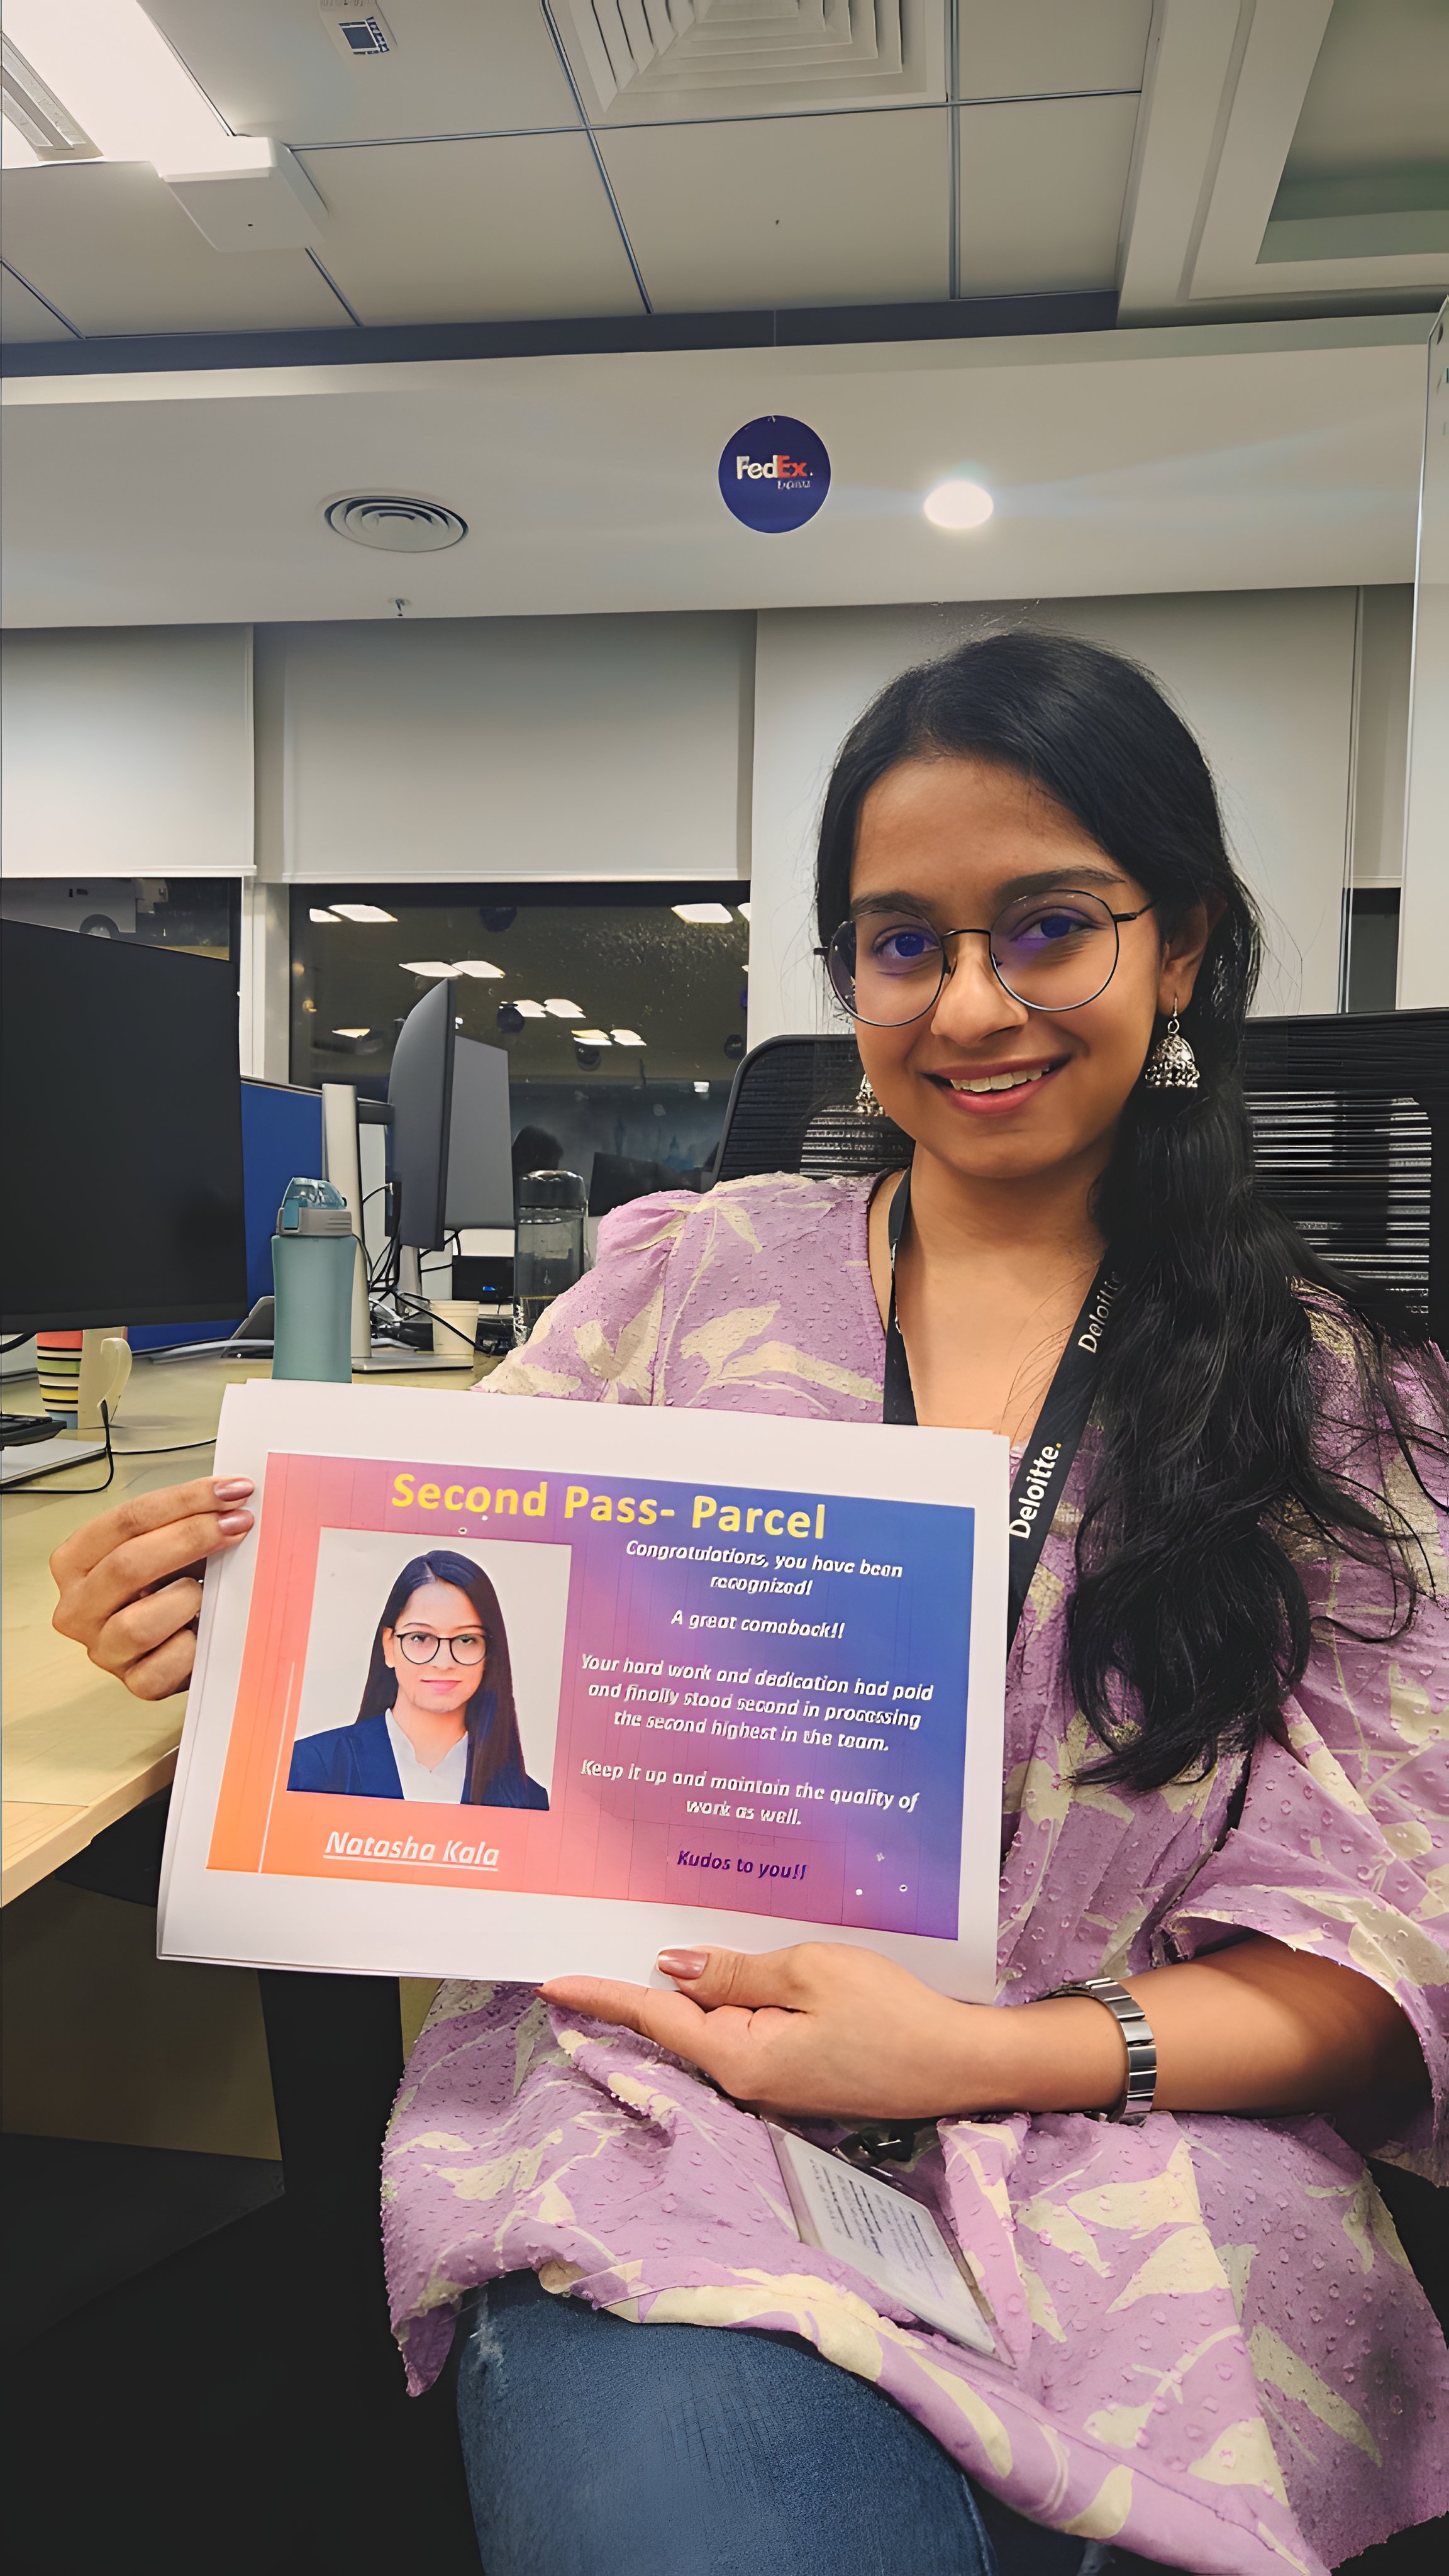 FedEx.
Deloitte
Deloitte.
Second Pass- Parcel
Congratulations, you have been
recognized!
A great comeback!!
Your hard work and dedication had paid
and finally stood second in processing
the second highest in the team.
Keep it up and maintain the quality of
work as well.
Kudos to you!!
Natasha Kala